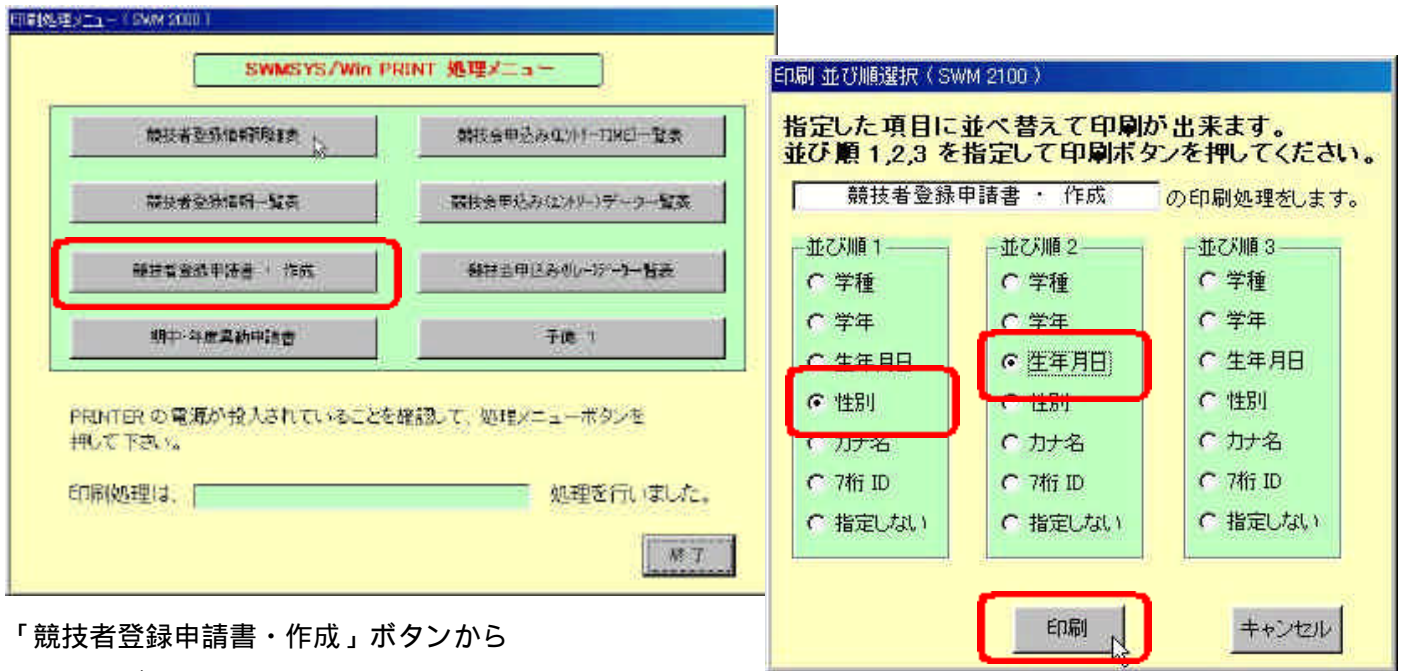 印刷処理メニュー ( SWM 2000 )
SWMSYS/Win PRINT 処理メニュー
競技者登録情報一覧表
競技者登録申請書 ・ 作成
期中・年度異動申請書
予備 1
PRINTER の電源が投入されていることを確認して、処理メニューボタンを
押して下さい。
印刷処理は、 処理を行いました。
終了
「競技者登録申請書・作成」ボタンから
印刷 並び順選択 ( SWM 2100 )
指定した項目に並べ替えて印刷が出来ます。
並び順 1,2,3 を指定して印刷ボタンを押してください。
競技者登録申請書 ・ 作成 の印刷処理をします。
並び順 1
学種
学年
生年月日
性別
カナ名
7桁 ID
指定しない
並び順 2
学種
学年
生年月日
性別
カナ名
7桁 ID
指定しない
並び順 3
学種
学年
生年月日
性別
カナ名
7桁 ID
指定しない
印刷
キャンセル